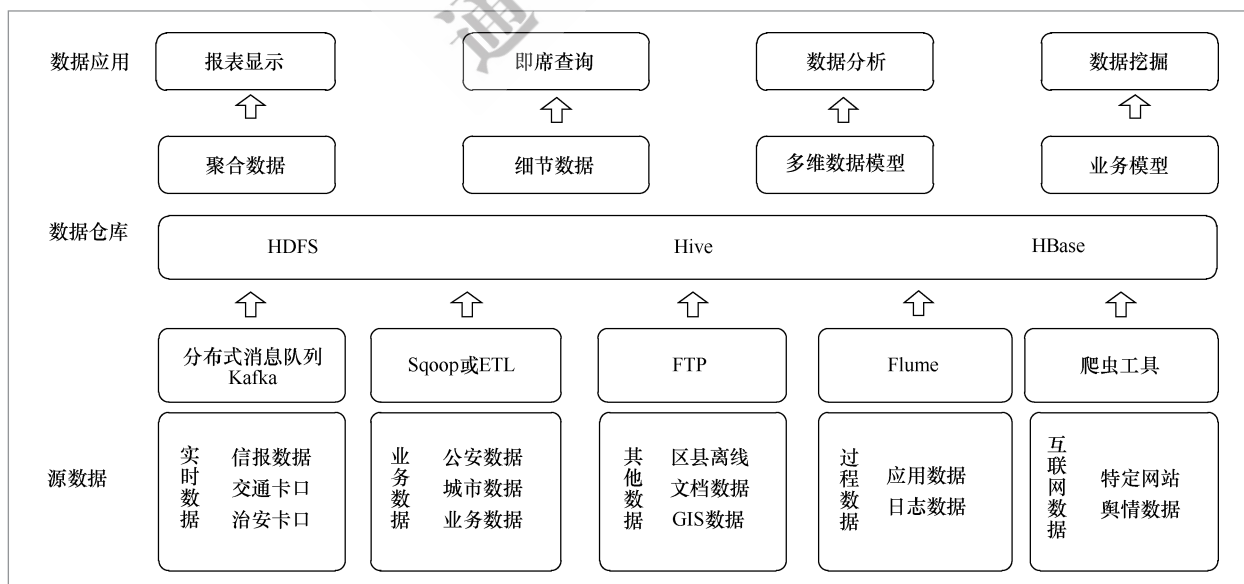 通
数据应用
报表显示
即席查询
数据分析
数据挖掘
聚合数据
细节数据
多维数据模型
业务模型
数据仓库
HDFS
Hive
HBase
分布式消息队列
Kafka
Sqoop或ETL
FTP
Flume
爬虫工具
源数据
实时数据
信报数据
交通卡口
治安卡口
业务数据
公安数据
城市数据
业务数据
其他数据
区县离线
文档数据
GIS数据
过程数据
应用数据
日志数据
互联网数据
特定网站
舆情数据